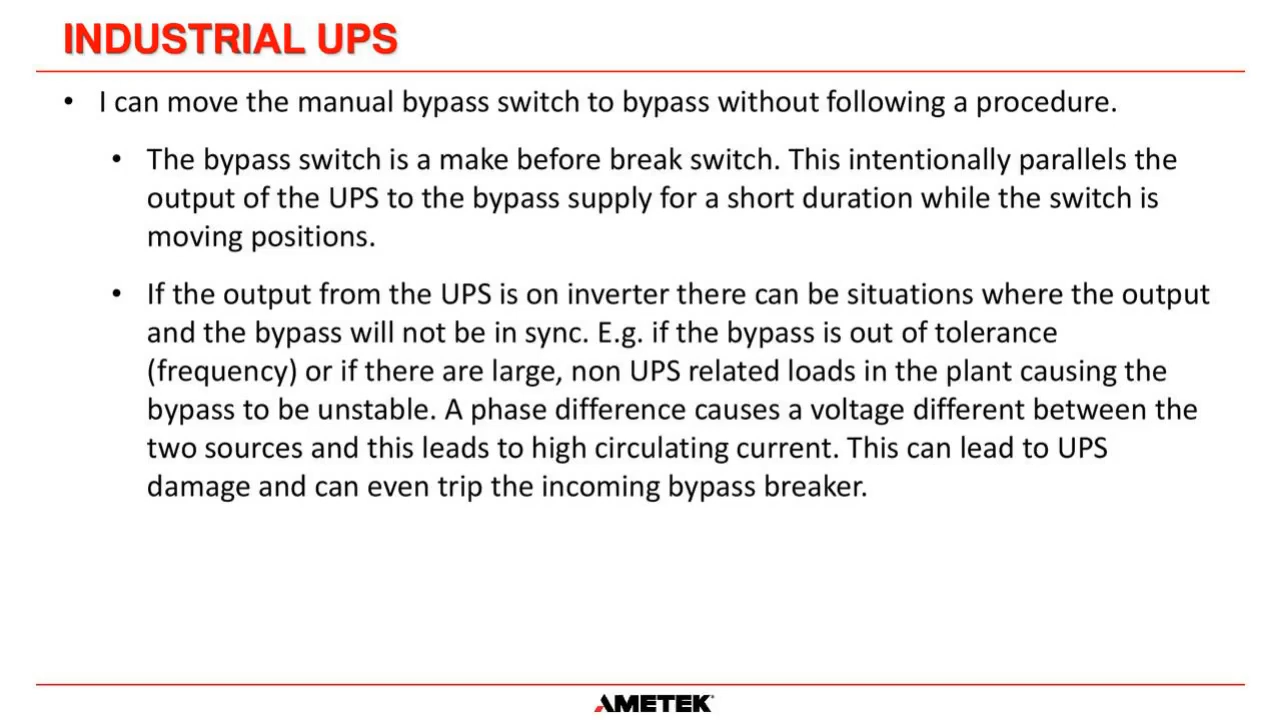 INDUSTRIAL UPS
• I can move the manual bypass switch to bypass without following a procedure.
• The bypass switch is a make before break switch. This intentionally parallels the
output of the UPS to the bypass supply for a short duration while the switch is
moving positions.
• If the output from the UPS is on inverter there can be situations where the output
and the bypass will not be in sync. E.g. if the bypass is out of tolerance
(frequency) or if there are large, non UPS related loads in the plant causing the
bypass to be unstable. A phase difference causes a voltage different between the
two sources and this leads to high circulating current. This can lead to UPS
damage and can even trip the incoming bypass breaker.
AMETEK